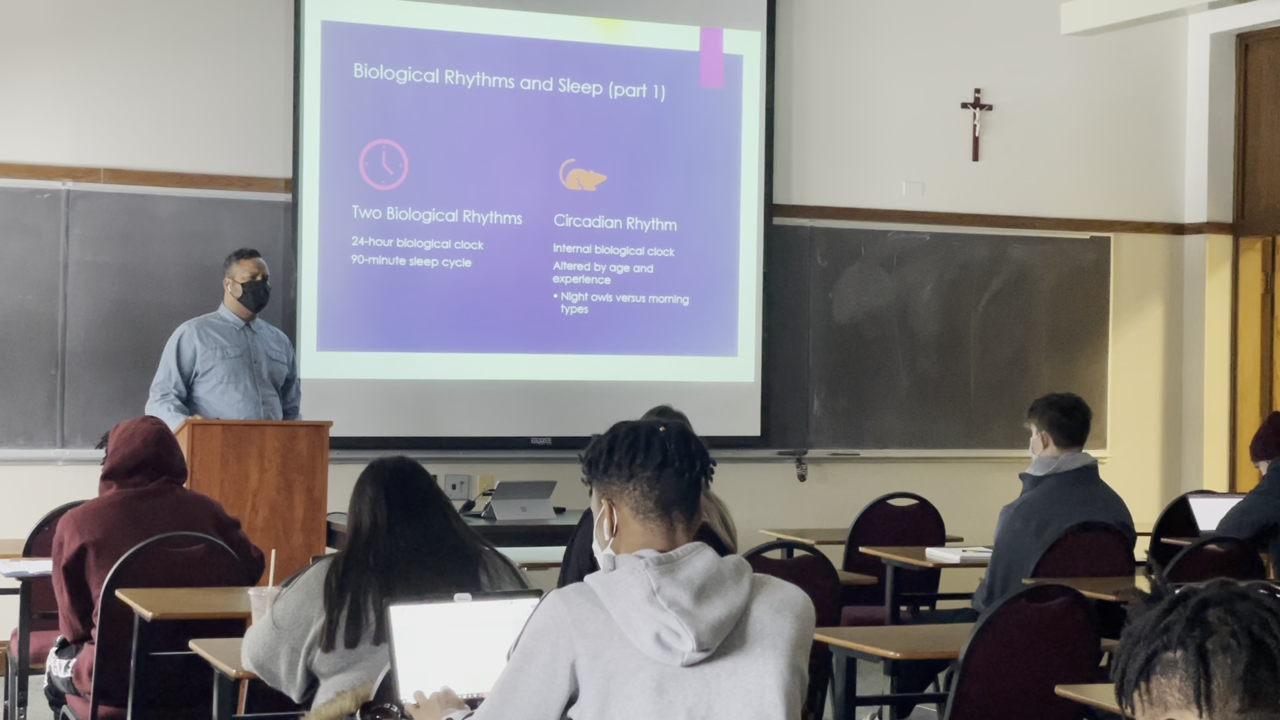 Biological Rhythms and Sleep (part 1)
Two Biological Rhythms
24-hour biological clock
90-minute sleep cycle
Circadian Rhythm
Internal biological clock
Altered by age and
experience
• Night owls versus morning
types